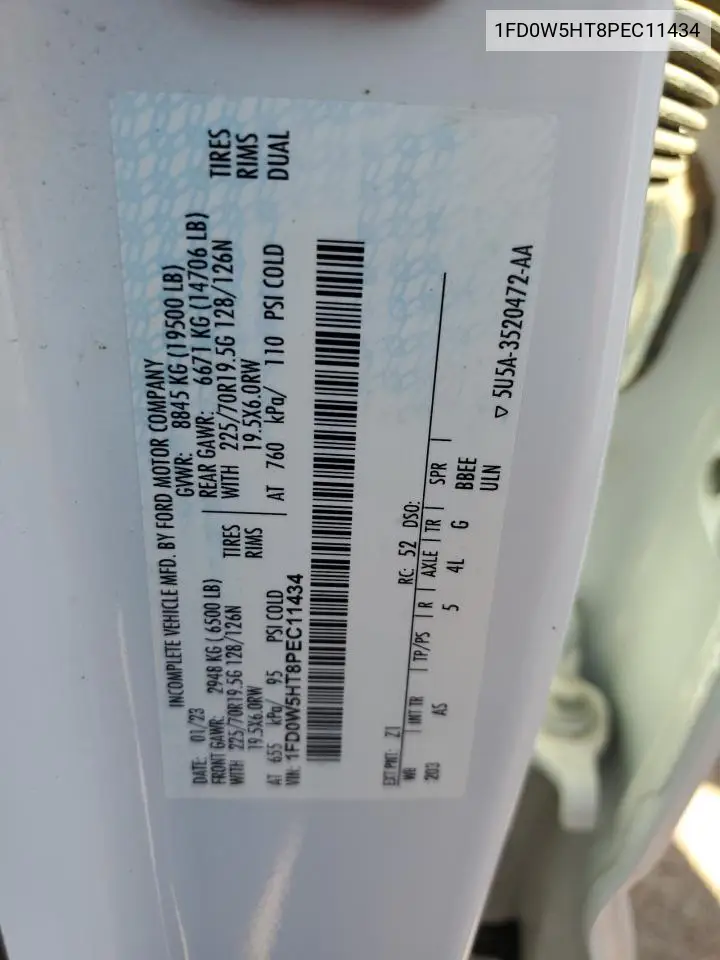 1FD0W5HT8PEC11434
INCOMPLETE VEHICLE MFD. BY FORD MOTOR COMPANY
DATE: 01/23 GVWR: 8845 KG (19500 LB)
FRONT GAWR: 2948 KG (6500 LB) REAR GAWR: 6671 KG (14706 LB)
WITH 225/70R19.5G 128/126N TIRES WITH 225/70R19.5G 128/126N TIRES
19.5X6.0RW RIMS 19.5X6.0RW RIMS
AT 655 kPa/ 95 PSI COLD AT 760 kPa/ 110 PSI COLD DUAL
VIN: 1FD0W5HT8PEC11434
EXT PNT: Z1 RC: 52 DSO:
WB INT TR TP/PS R AXLE TR SPR
203 AS 5 4L G BBEE
ULN
▽ 5U5A-3520472-AA